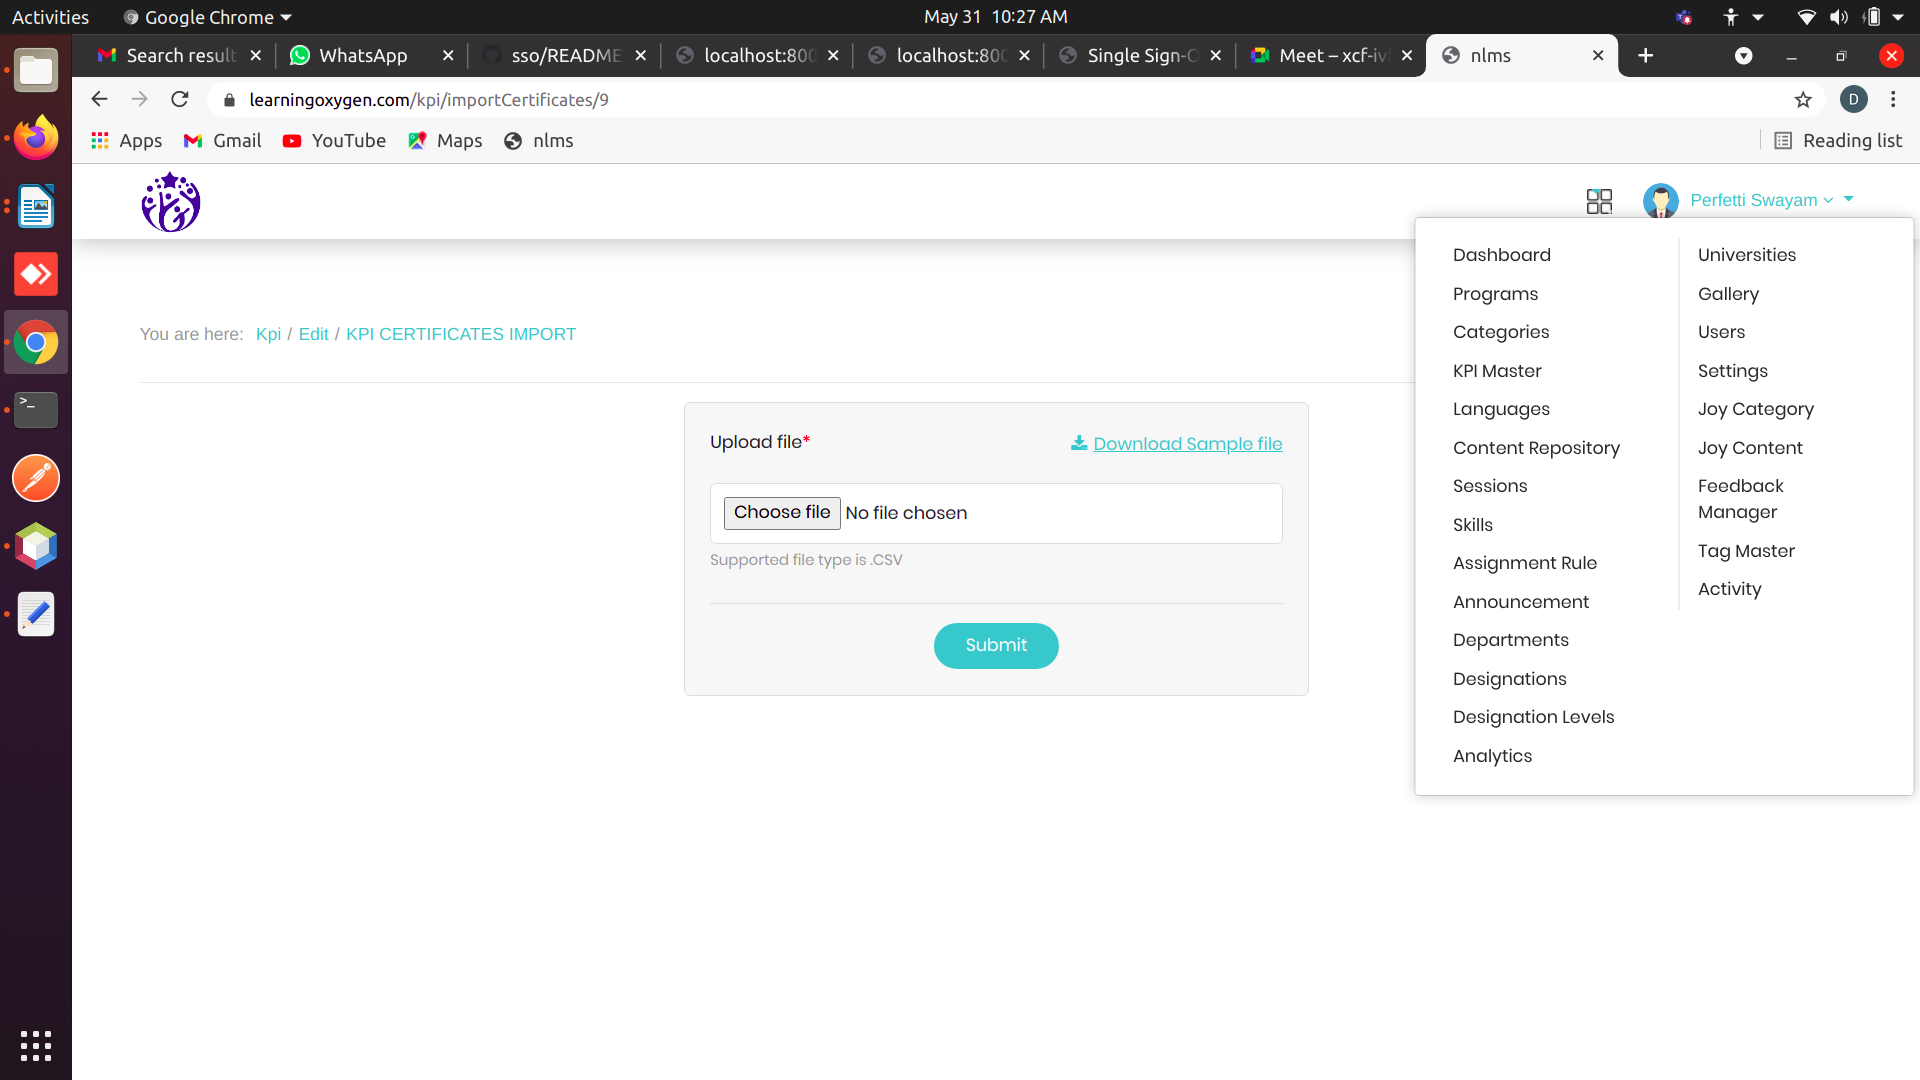 Activities Google Chrome May 31 10:27 AM
Search results WhatsApp sso/README localhost:800 localhost:800 Single Sign-O Meet – xcf-ivl nlms
learningoxygen.com/kpi/importCertificates/9 D
Apps Gmail YouTube Maps nlms Reading list
Perfetti Swayam
You are here: Kpi / Edit / KPI CERTIFICATES IMPORT
Upload file* Download Sample file
Choose file No file chosen
Supported file type is .CSV
Submit
Dashboard
Programs
Categories
KPI Master
Languages
Content Repository
Sessions
Skills
Assignment Rule
Announcement
Departments
Designations
Designation Levels
Analytics
Universities
Gallery
Users
Settings
Joy Category
Joy Content
Feedback
Manager
Tag Master
Activity